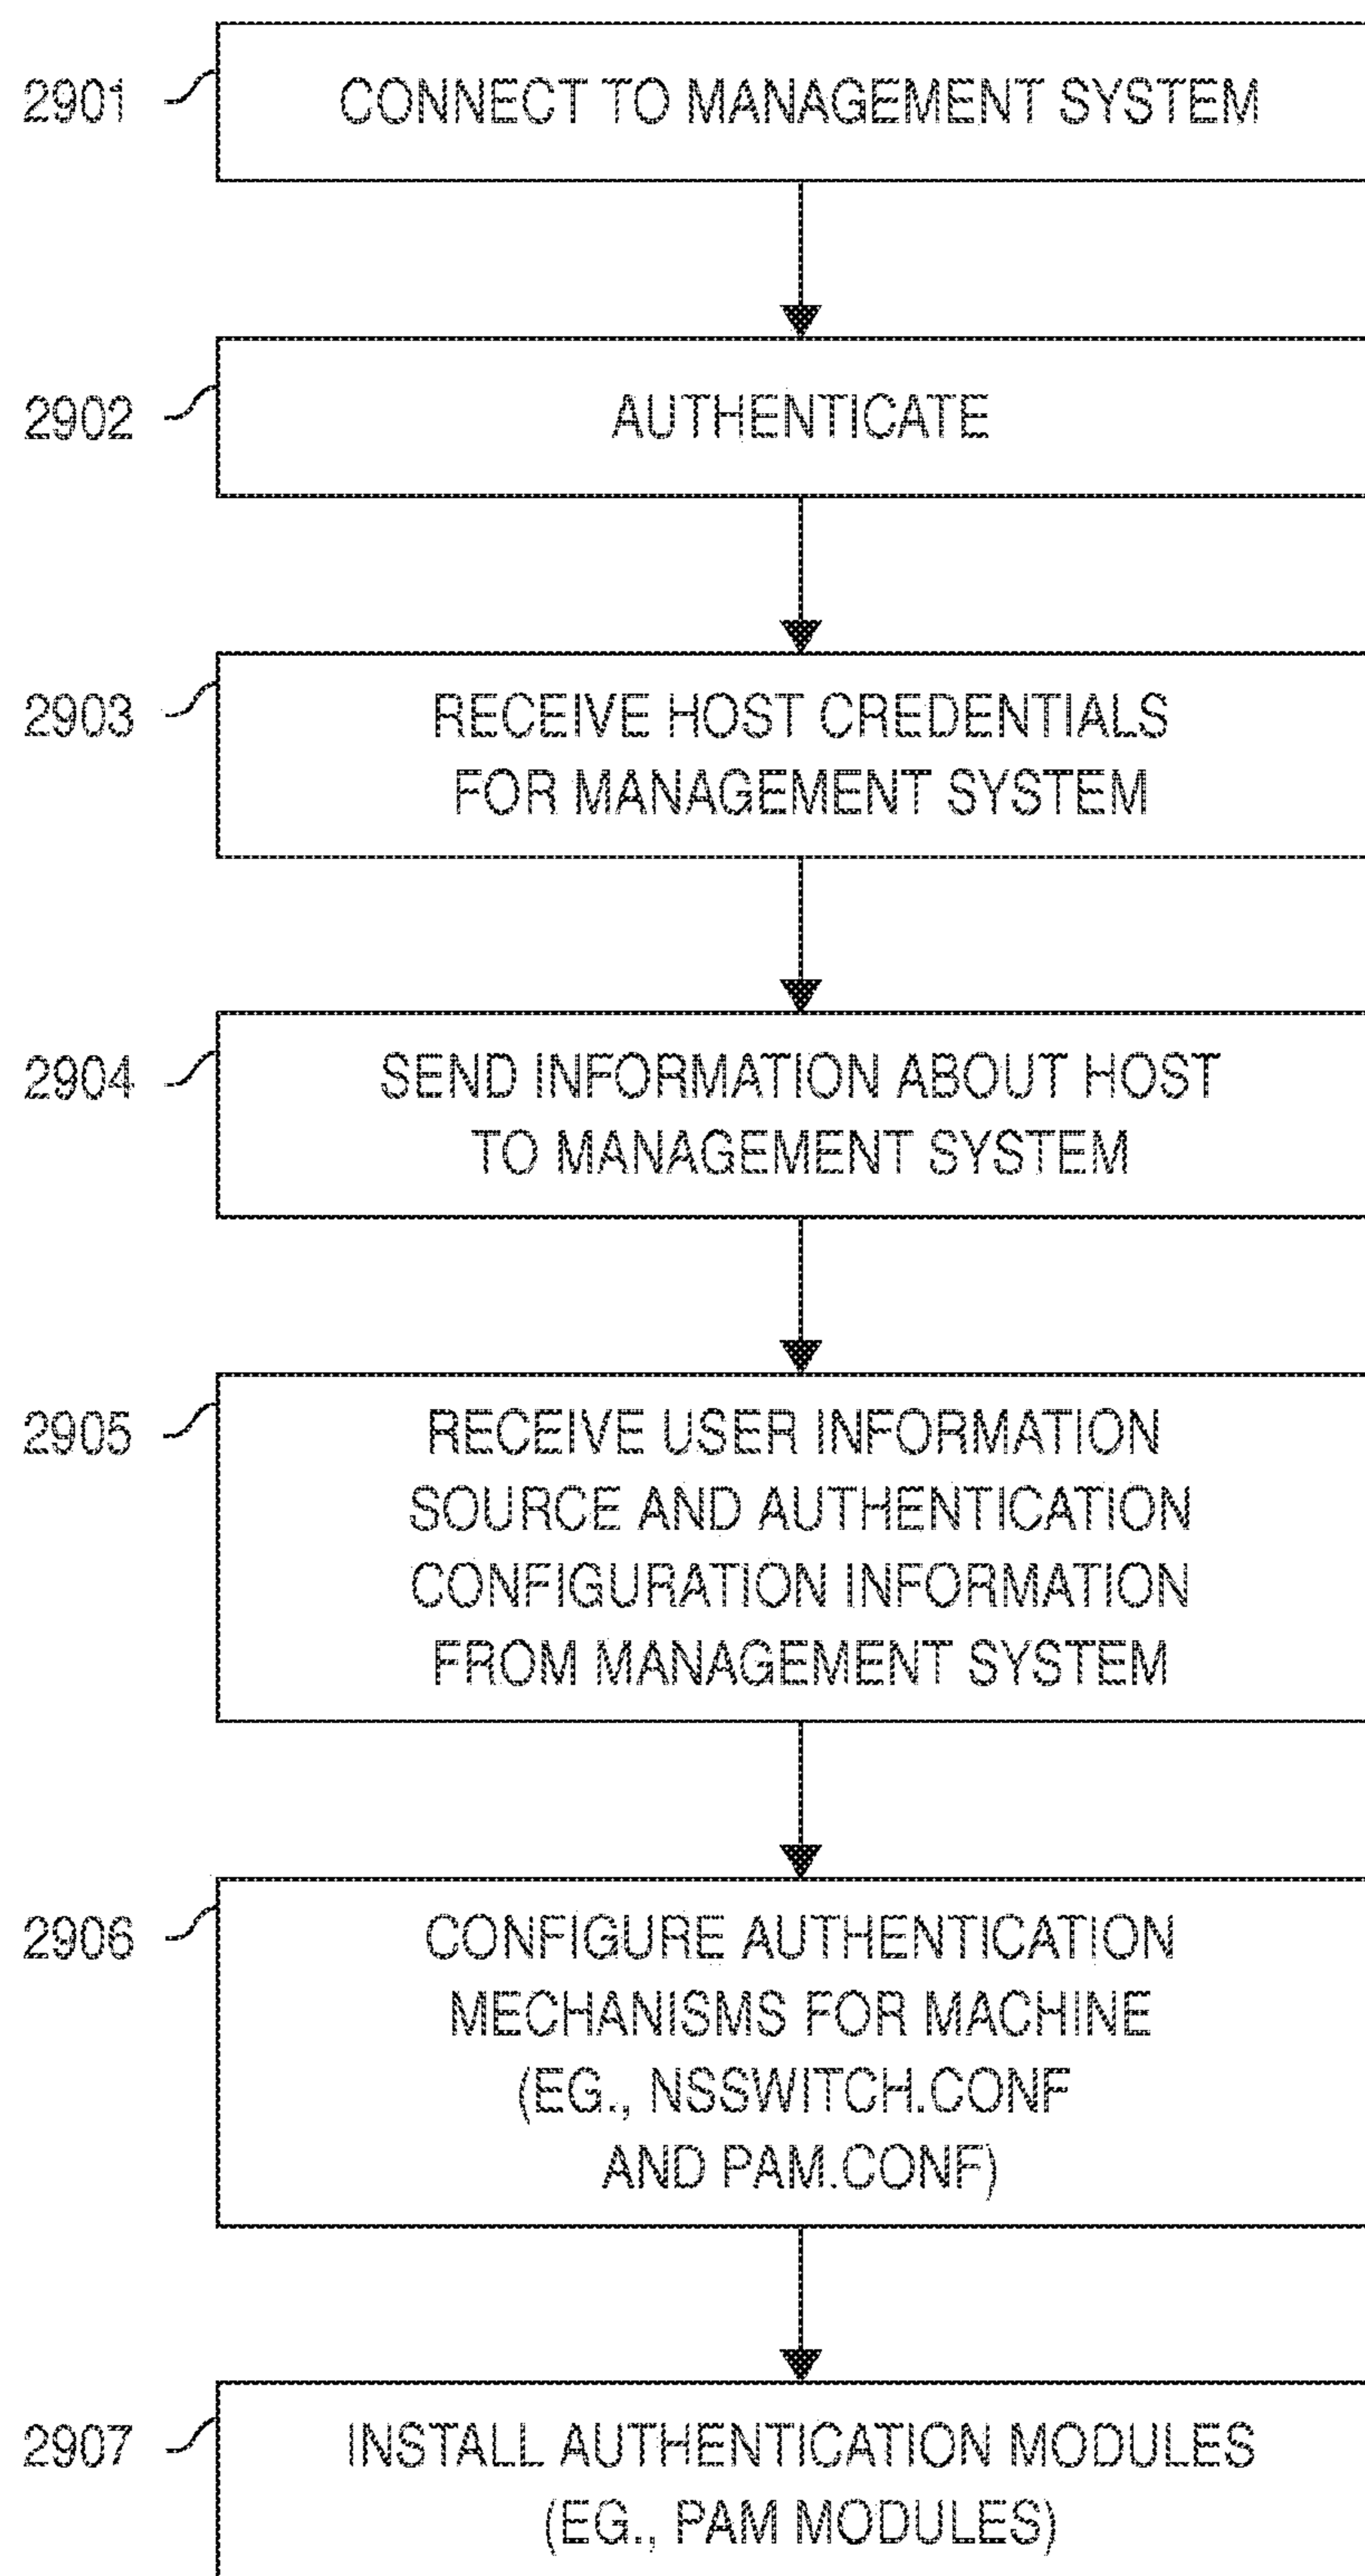 2901 CONNECT TO MANAGEMENT SYSTEM
2902 AUTHENTICATE
2903 RECEIVE HOST CREDENTIALS
FOR MANAGEMENT SYSTEM
2904 SEND INFORMATION ABOUT HOST
TO MANAGEMENT SYSTEM
2905 RECEIVE USER INFORMATION
SOURCE AND AUTHENTICATION
CONFIGURATION INFORMATION
FROM MANAGEMENT SYSTEM
2906 CONFIGURE AUTHENTICATION
MECHANISMS FOR MACHINE
(EG., NSSWITCH.CONF
AND PAM.CONF)
2907 INSTALL AUTHENTICATION MODULES
(EG., PAM MODULES)